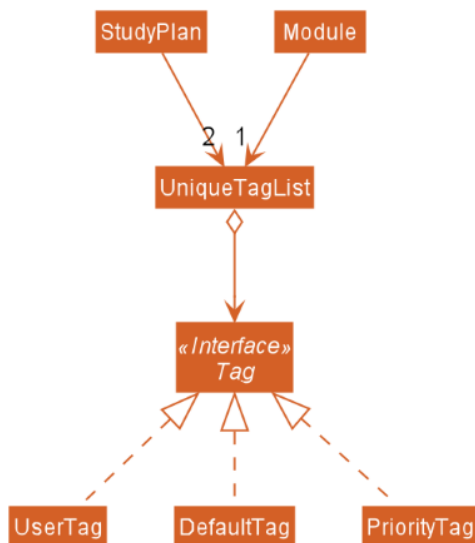 StudyPlan
Module
2
1
UniqueTagList
«Interface»
Tag
UserTag
DefaultTag
PriorityTag